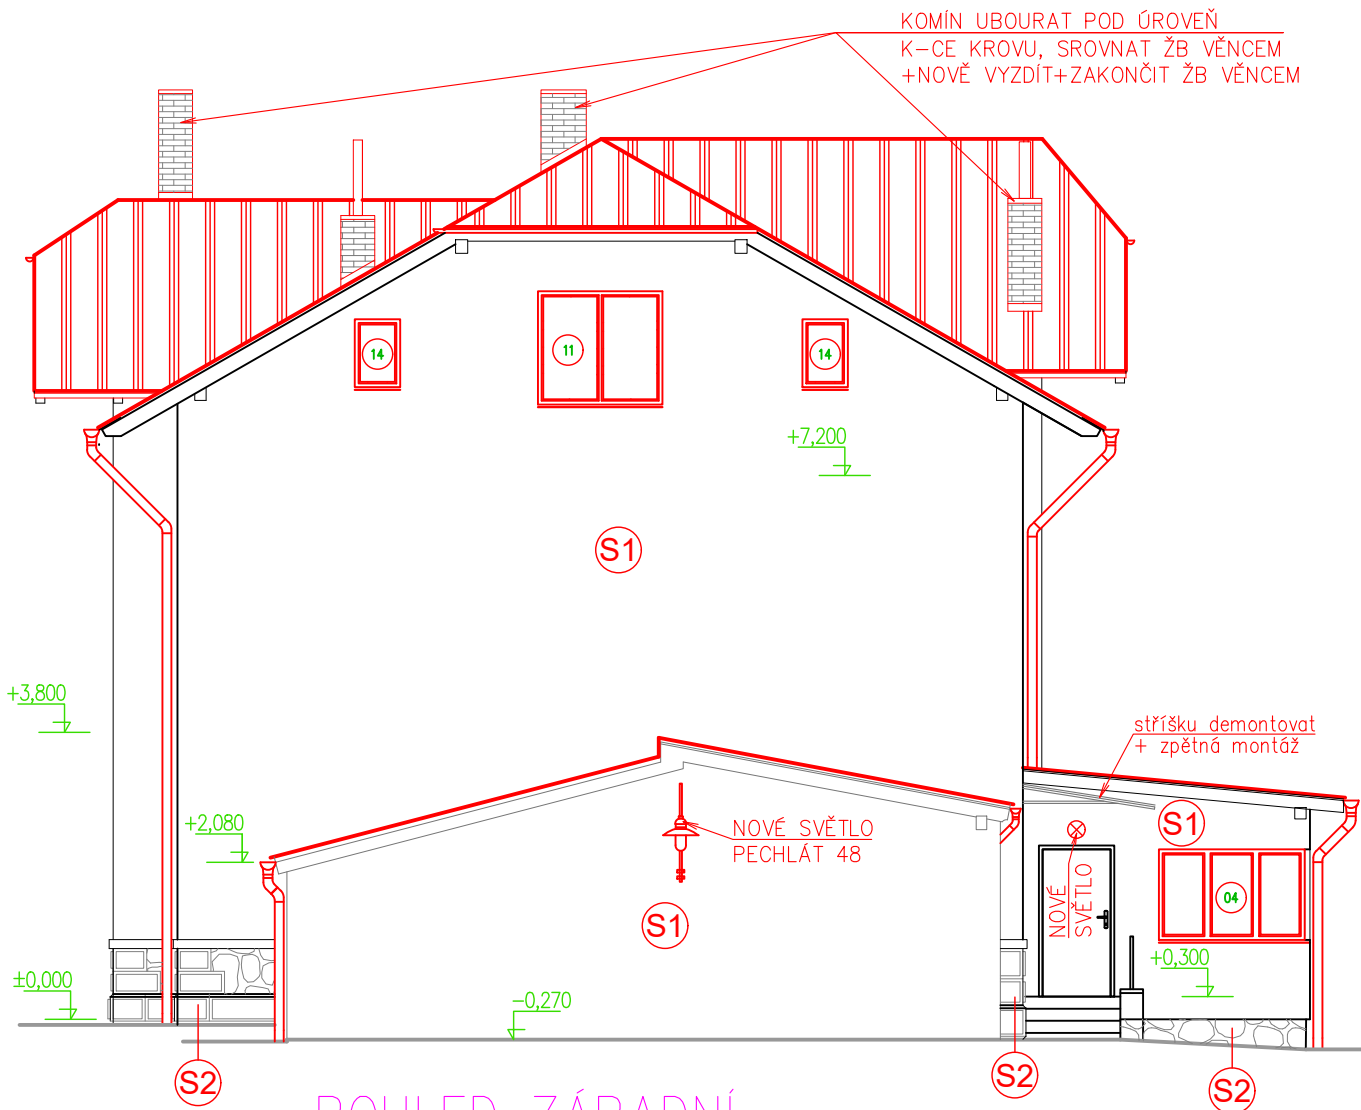 KOMÍN UBOURAT POD ÚROVEŇ
K-CE KROVU, SROVNAT ŽB VĚNCEM
+NOVĚ VYZDÍT+ZAKONČIT ŽB VĚNCEM
14
11
14
+7,200
S1
+3,800
stříšku demontovat
+ zpětná montáž
+2,080
NOVÉ SVĚTLO
PECHLÁT 48
S1
NOVÉ
SVĚTLO
04
S1
+0,300
±0,000
-0,270
S2
S2
S2
POHLED ZÁPADNÍ